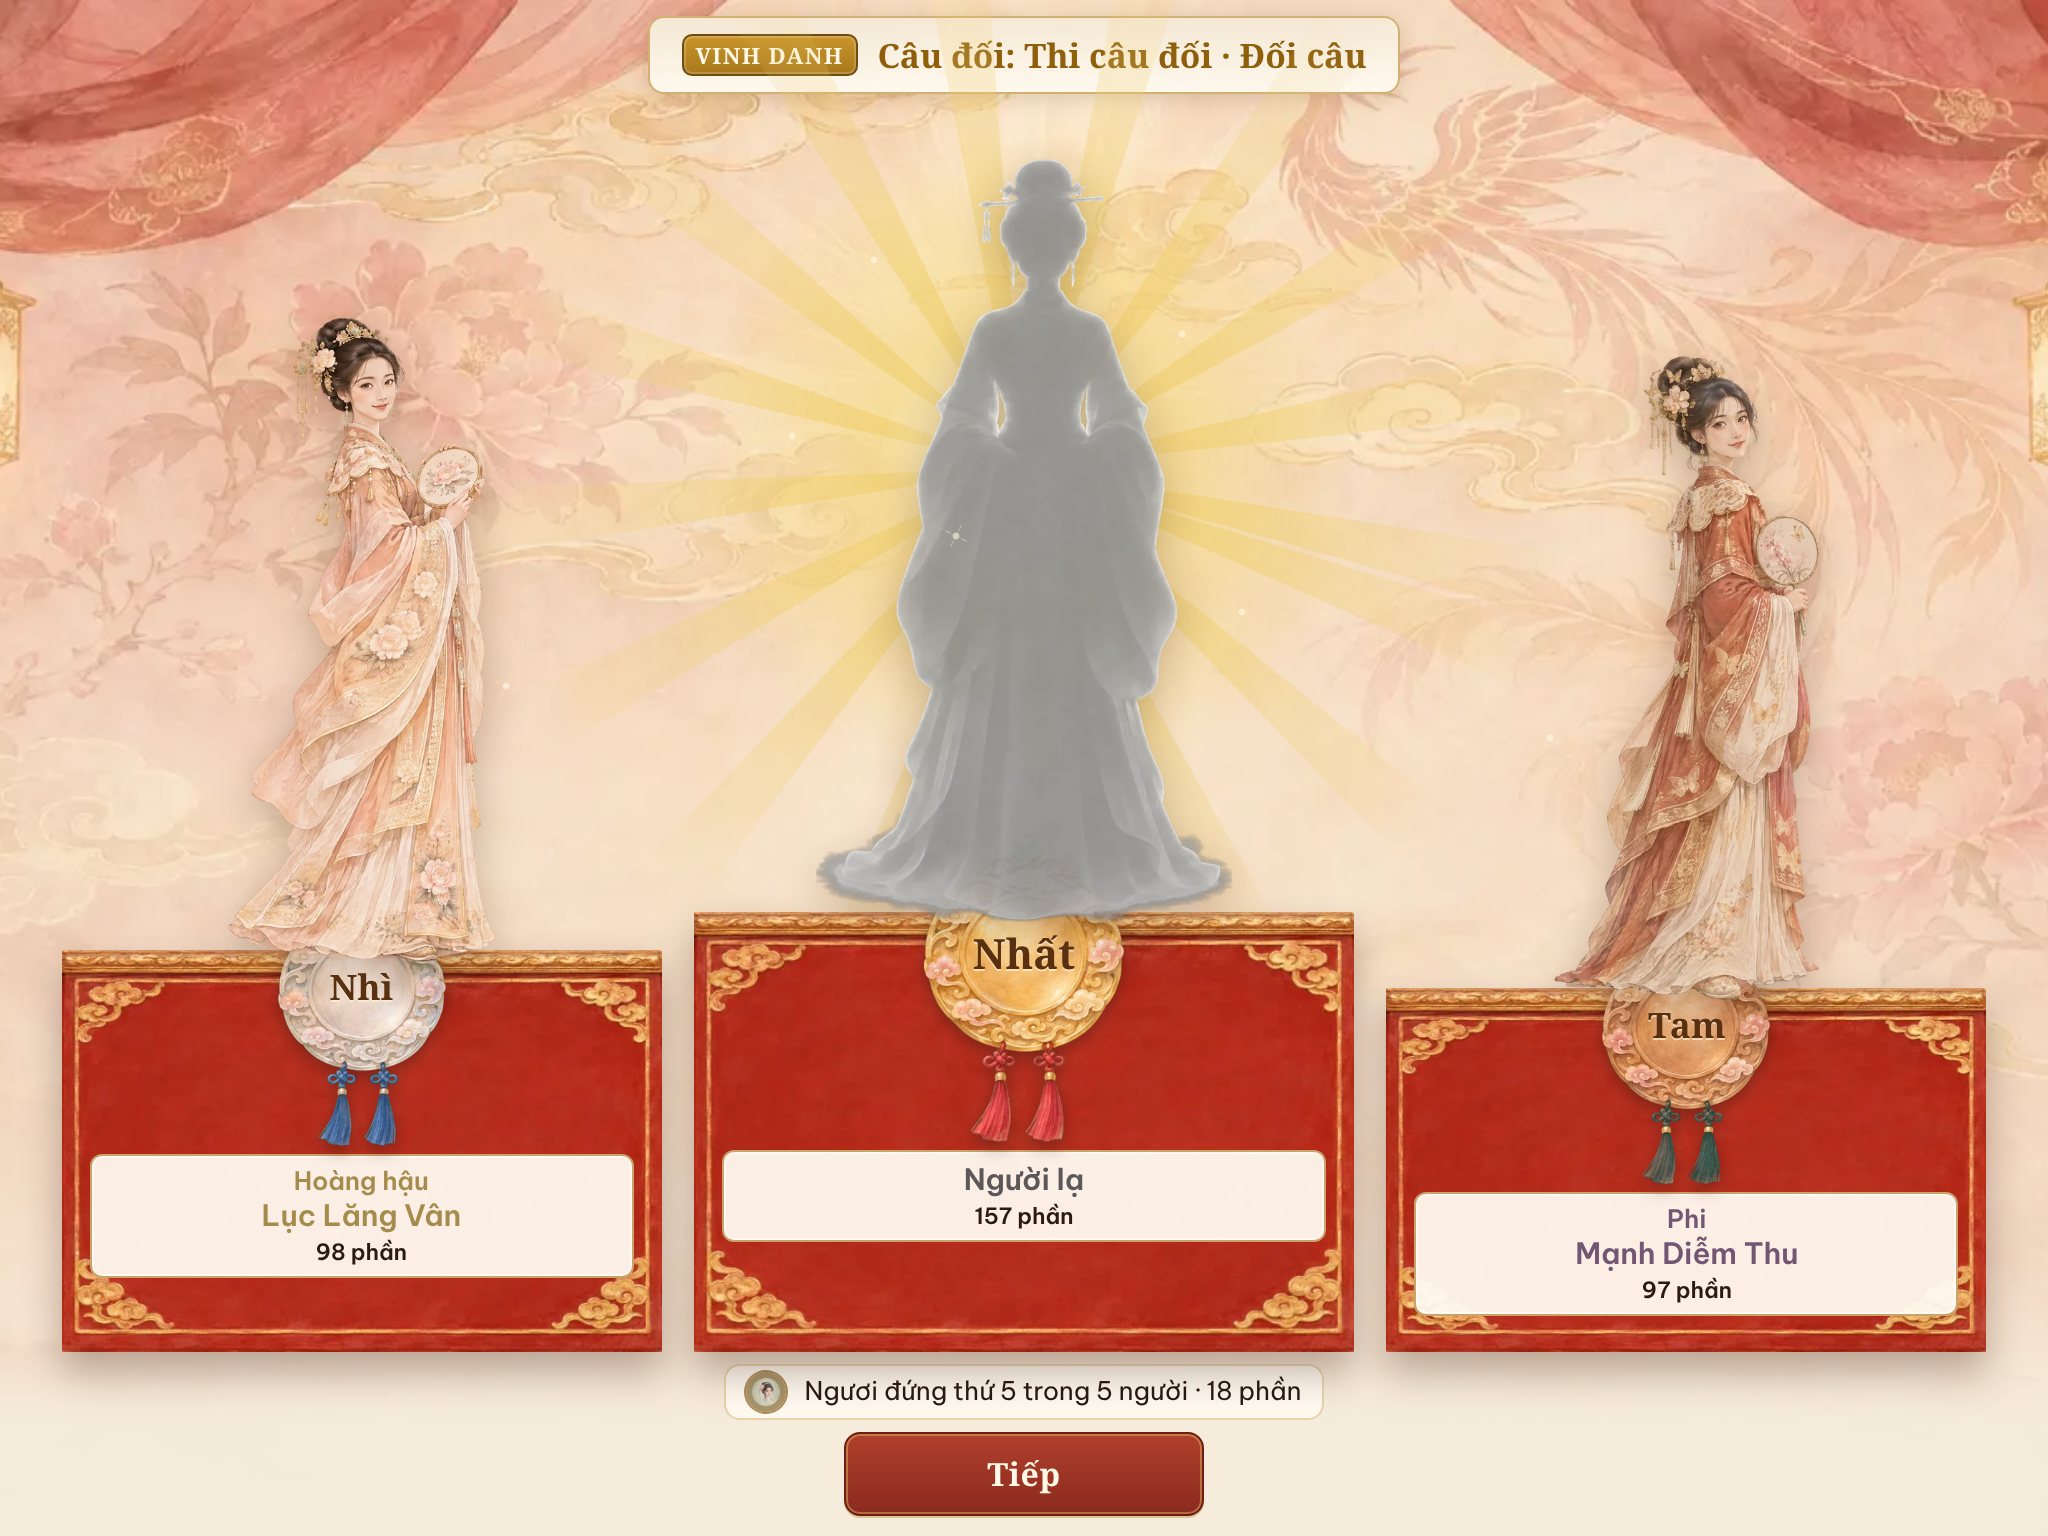 VINH DANH
Câu đối: Thi câu đối · Đối câu
Nhì
Hoàng hậu
Lục Lăng Vân
98 phần
Nhất
Người lạ
157 phần
Tam
Phi
Mạnh Diễm Thu
97 phần
Ngươi đứng thứ 5 trong 5 người · 18 phần
Tiếp